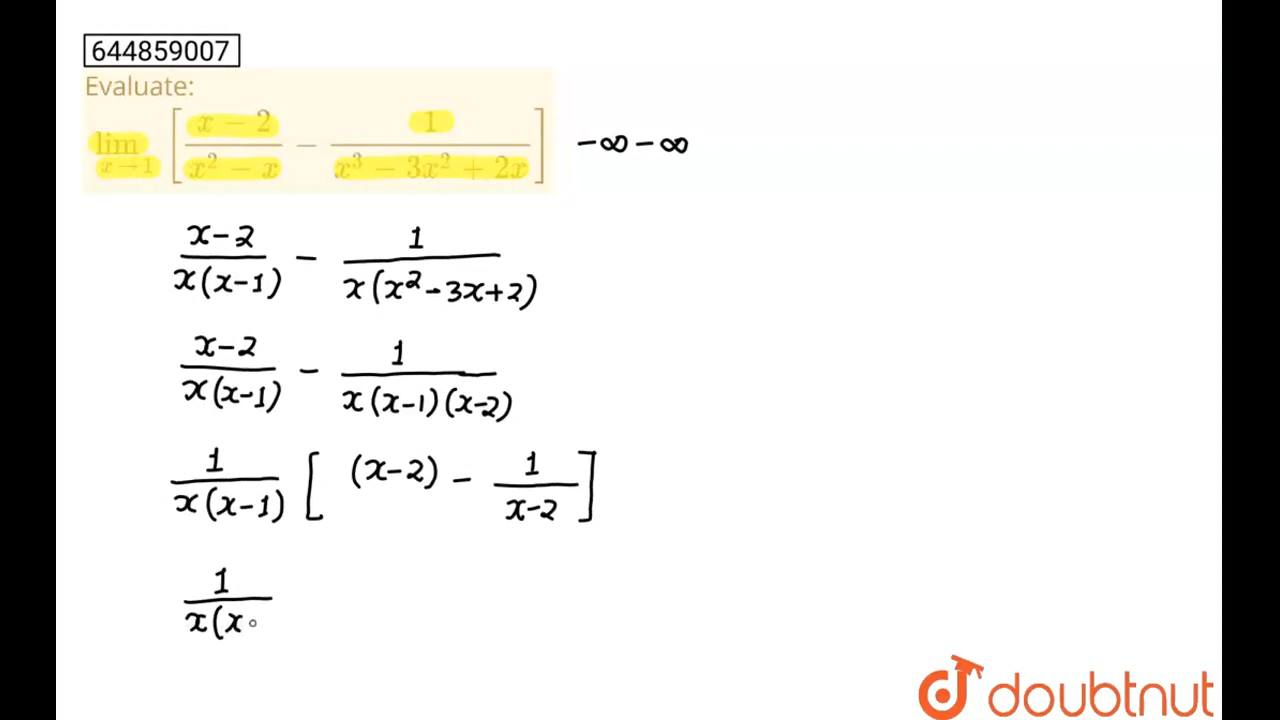 644859007
Evaluate:
lim x→1 [ (x − 2)/(x² − x) − 1/(x³ − 3x² + 2x) ] −∞ − ∞
(x−2)/(x(x−1)) − 1/(x(x²−3x+2))
(x−2)/(x(x−1)) − 1/(x(x−1)(x−2))
1/(x(x−1)) [ (x−2) − 1/(x−2) ]
1/(x(x
doubtnut